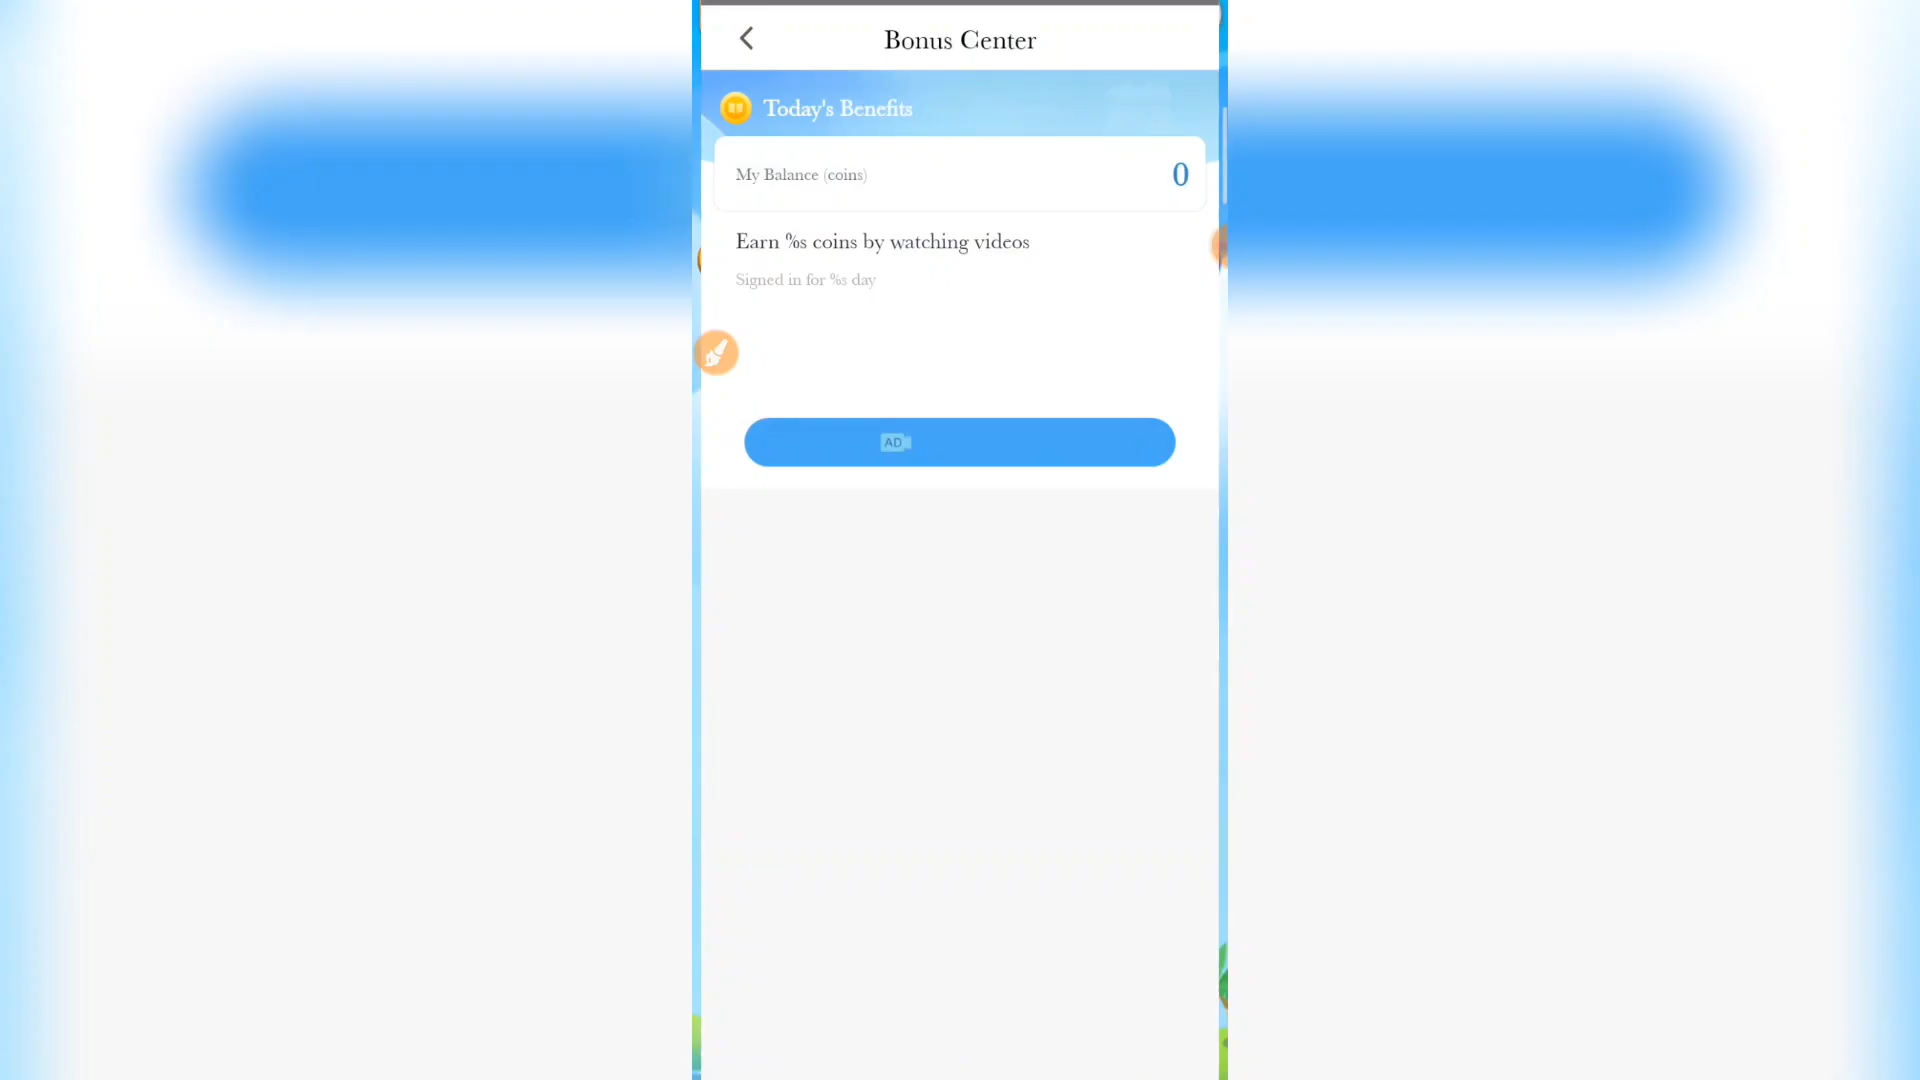 Bonus Center
Today's Benefits
My Balance (coins)
0
Earn %s coins by watching videos
Signed in for %s day
AD